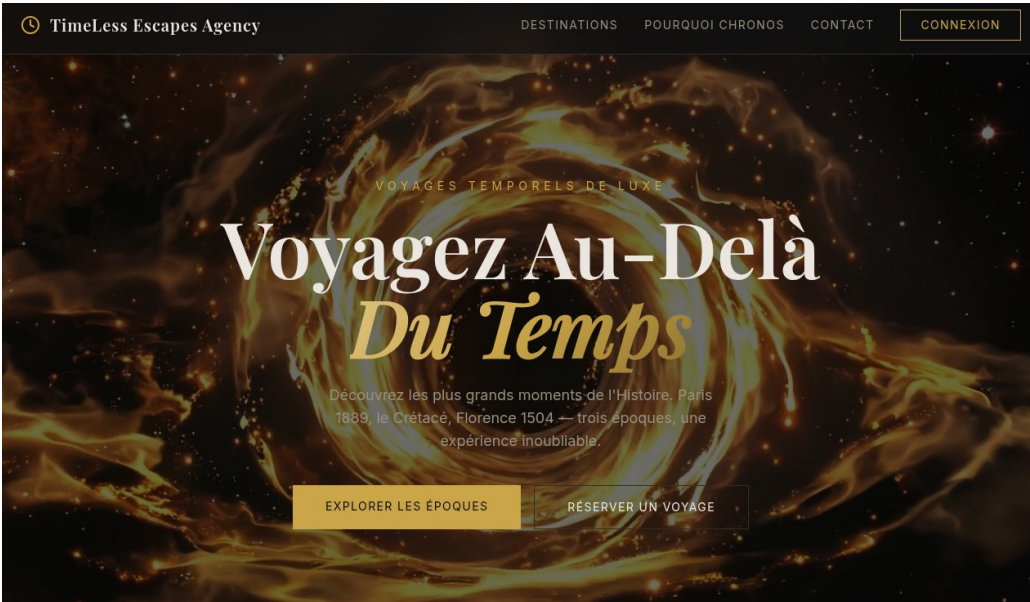 TimeLess Escapes Agency
DESTINATIONS
POURQUOI CHRONOS
CONTACT
CONNEXION
VOYAGES TEMPORELS DE LUXE
Voyagez Au-Delà
Du Temps
Découvrez les plus grands moments de l'Histoire. Paris
1889, le Crétacé, Florence 1504 — trois époques, une
expérience inoubliable.
EXPLORER LES ÉPOQUES
RÉSERVER UN VOYAGE